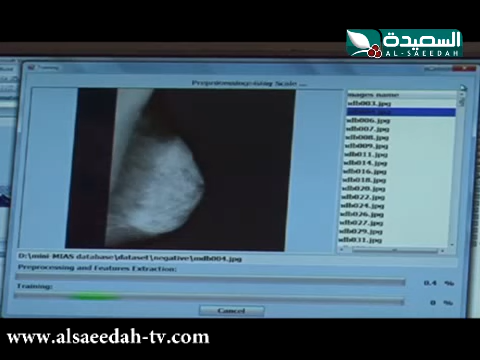 السعيدة
AL-SAEEDAH
Training
Preprocessing:Gray Scale ...
Images name
mdb003.jpg
mdb006.jpg
mdb007.jpg
mdb008.jpg
mdb009.jpg
mdb011.jpg
mdb014.jpg
mdb016.jpg
mdb018.jpg
mdb020.jpg
mdb022.jpg
mdb024.jpg
mdb026.jpg
mdb027.jpg
mdb029.jpg
mdb031.jpg
D:\mini-MIAS database\dataset\negative\mdb004.jpg
Preprocessing and Features Extraction:
0.4 %
Training:
0 %
Cancel
www.alsaeedah-tv.com